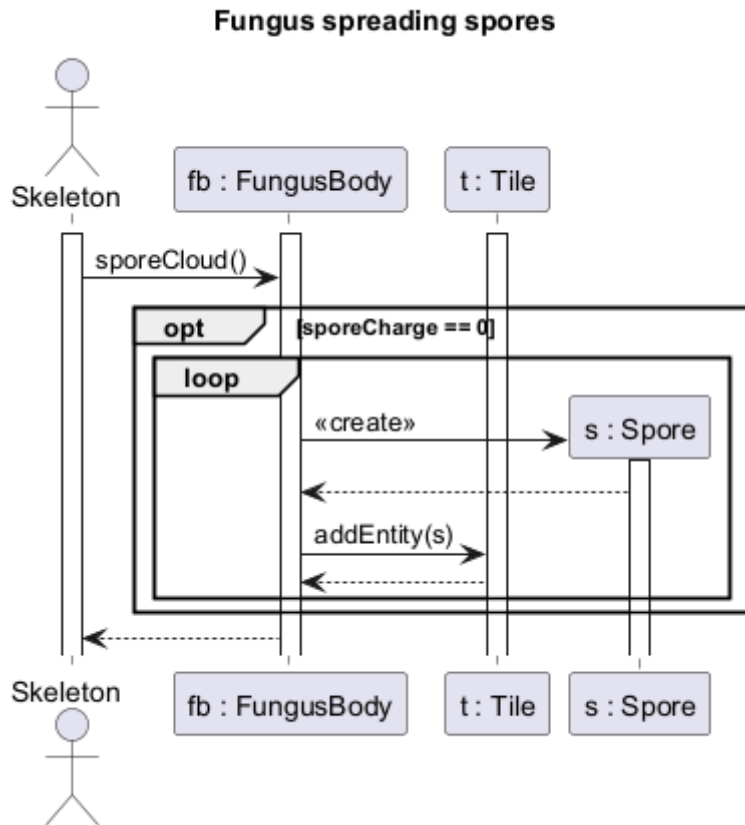 Fungus spreading spores
Skeleton
fb : FungusBody
t : Tile
sporeCloud()
opt
[sporeCharge == 0]
loop
«create»
s : Spore
addEntity(s)
Skeleton
fb : FungusBody
t : Tile
s : Spore